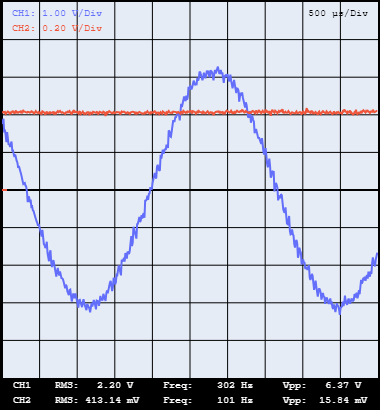 CH1: 1.00 V/Div 500 µs/Div
CH2: 0.20 V/Div
CH1 RMS: 2.20 V Freq: 302 Hz Vpp: 6.37 V
CH2 RMS: 413.14 mV Freq: 101 Hz Vpp: 15.84 mV